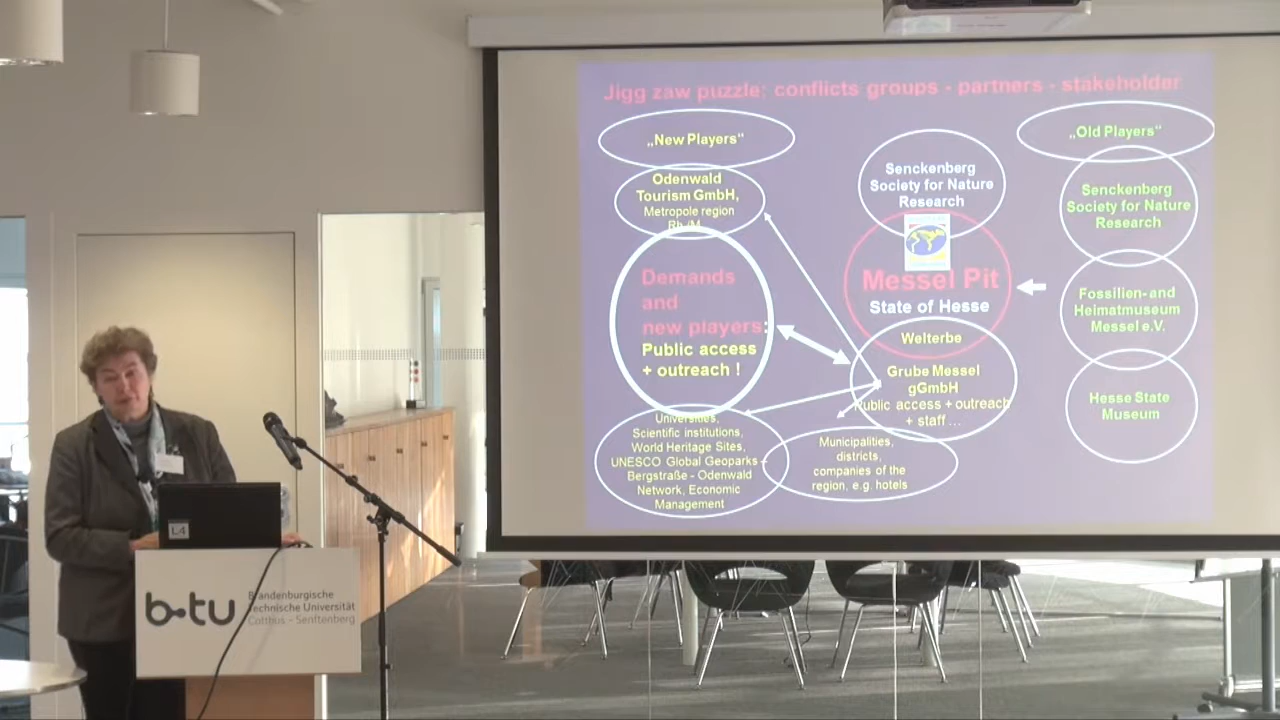 Jigg zaw puzzle: conflicts groups - partners - stakeholder
„New Players“
Odenwald
Tourism GmbH,
Metropole region
Demands
and
new players:
Public access
+ outreach !
Universities,
Scientific institutions,
World Heritage Sites,
UNESCO Global Geoparks –
Bergstraße - Odenwald
Network, Economic
Management
Municipalities,
districts,
companies of the
region, e.g. hotels
Senckenberg
Society for Nature
Research
Messel Pit
State of Hesse
Welterbe
Grube Messel
gGmbH
Public access + outreach
+ staff ...
„Old Players“
Senckenberg
Society for Nature
Research
Fossilien- and
Heimatmuseum
Messel e.V.
Hesse State
Museum
b-tu
Brandenburgische
Technische Universität
Cottbus - Senftenberg